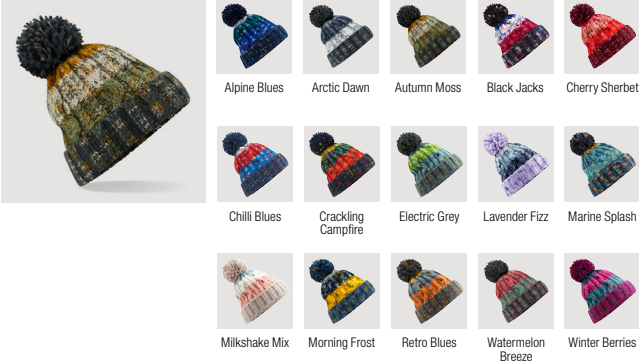 Alpine Blues
Arctic Dawn
Autumn Moss
Black Jacks
Cherry Sherbet
Chilli Blues
Crackling
Campfire
Electric Grey
Lavender Fizz
Marine Splash
Milkshake Mix
Morning Frost
Retro Blues
Watermelon
Breeze
Winter Berries